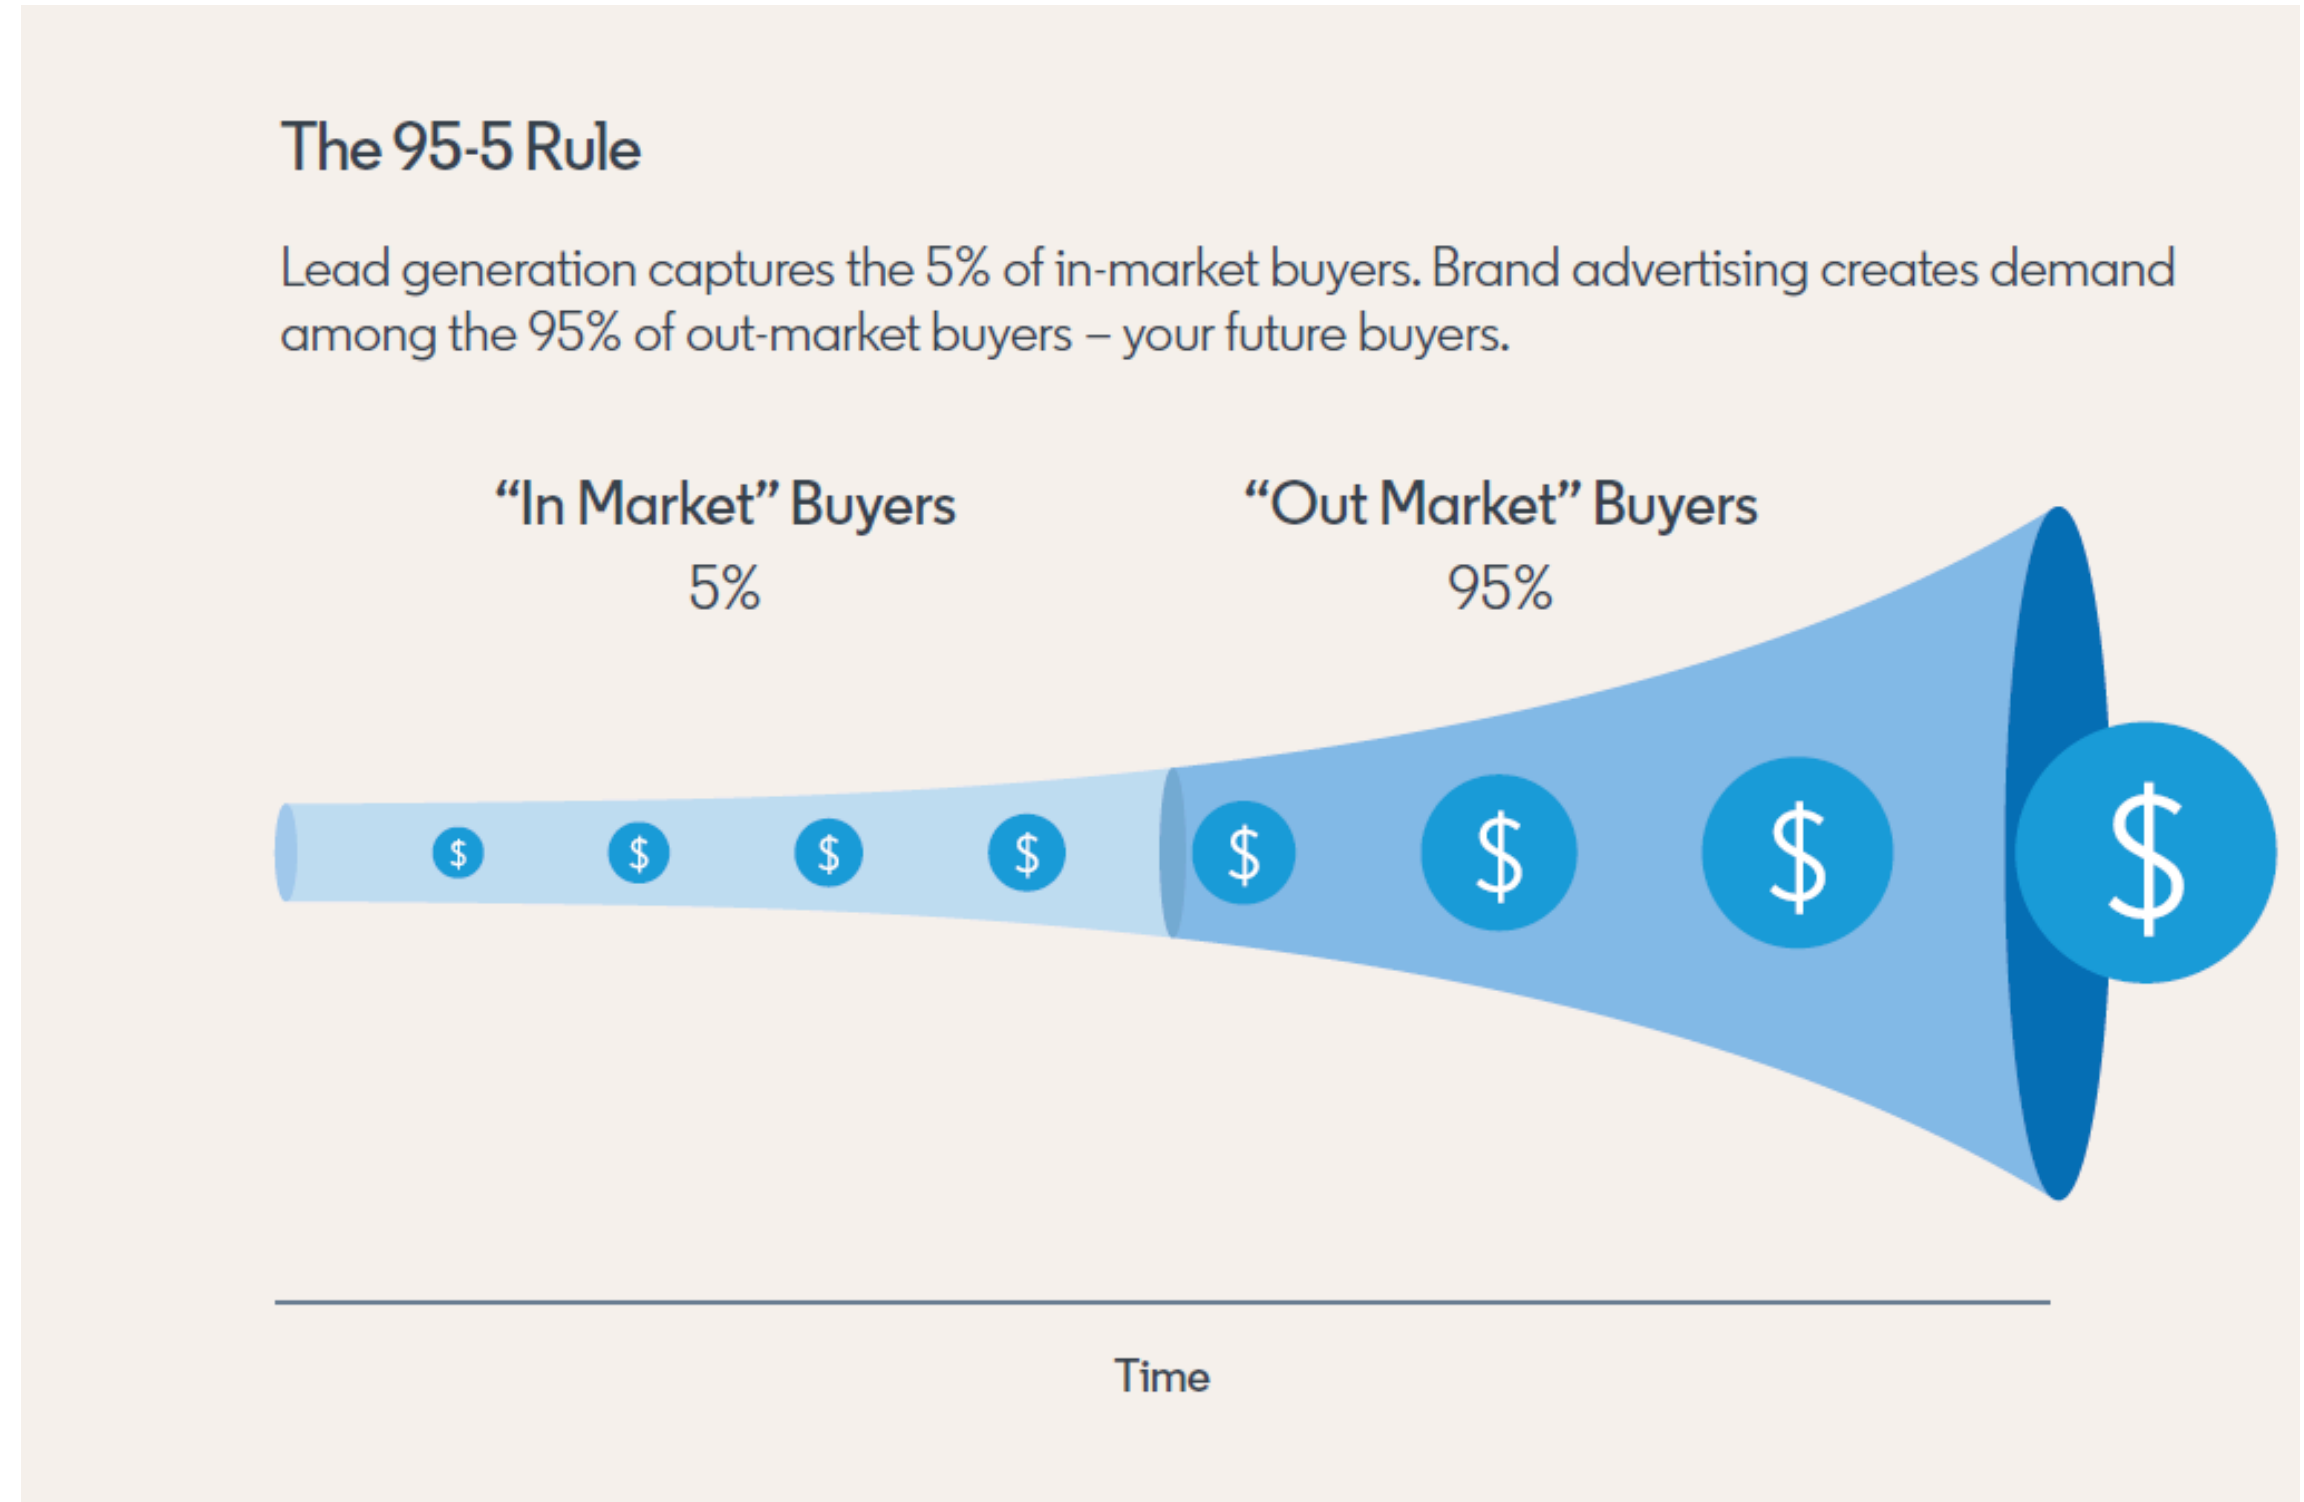 The 95-5 Rule
Lead generation captures the 5% of in-market buyers. Brand advertising creates demand
among the 95% of out-market buyers – your future buyers.
“In Market” Buyers
5%
“Out Market” Buyers
95%
$ $ $ $ $ $ $ $
Time